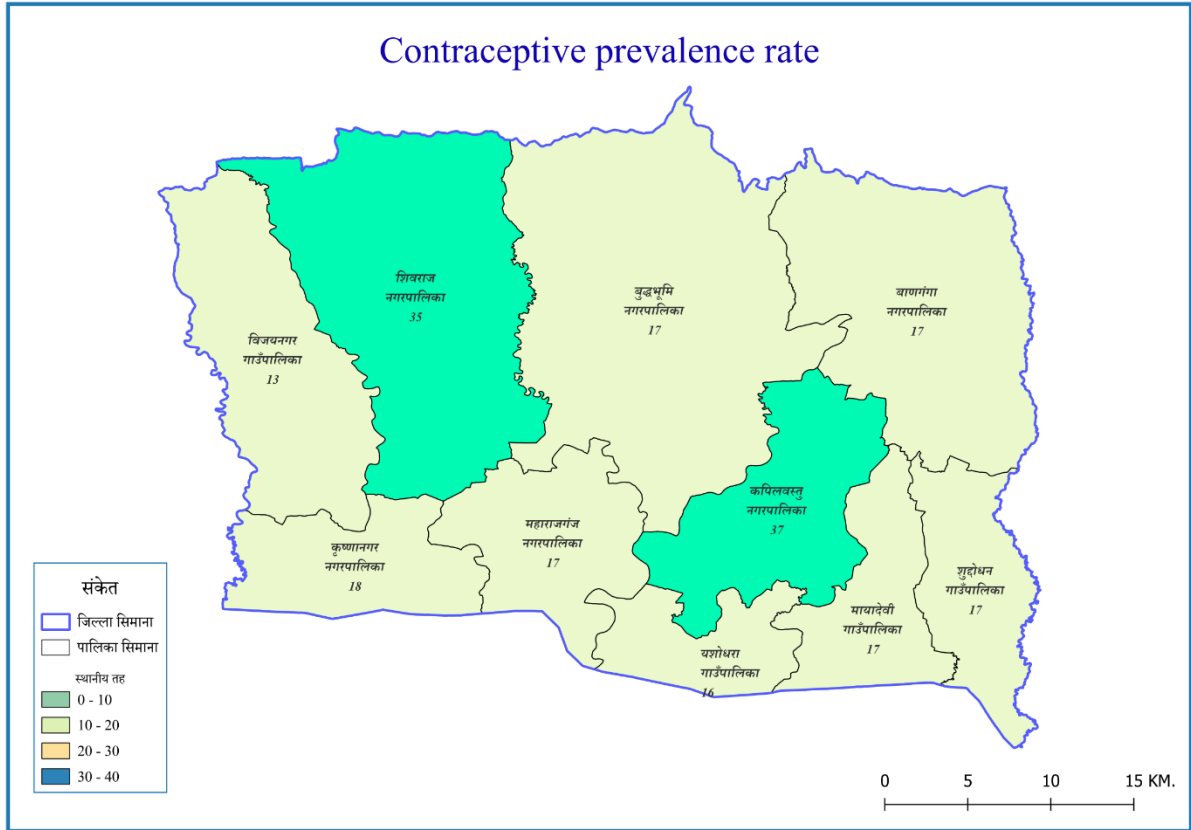 Contraceptive prevalence rate
शिवराज
नगरपालिका
35
बुद्धभूमि
नगरपालिका
17
बाणगंगा
नगरपालिका
17
विजयनगर
गाउँपालिका
13
कपिलवस्तु
नगरपालिका
37
महाराजगंज
नगरपालिका
17
कृष्णानगर
नगरपालिका
18
शुद्दोधन
गाउँपालिका
17
मायादेवी
गाउँपालिका
17
यशोधरा
गाउँपालिका
16
संकेत
जिल्ला सिमाना
पालिका सिमाना
स्थानीय तह
0 - 10
10 - 20
20 - 30
30 - 40
0 5 10 15 KM.